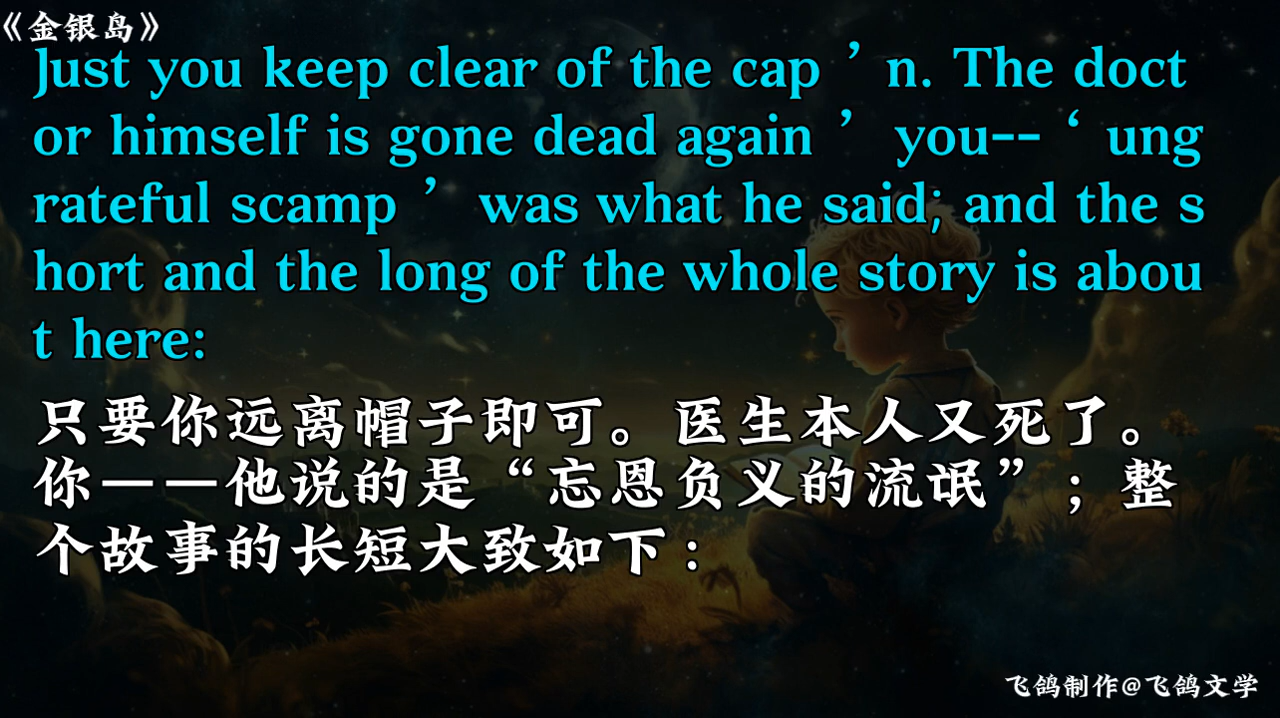 《金银岛》
Just you keep clear of the cap ’ n. The doct
or himself is gone dead again ’ you--‘ ung
rateful scamp ’ was what he said; and the s
hort and the long of the whole story is abou
t here:
只要你远离帽子即可。医生本人又死了。
你——他说的是“忘恩负义的流氓”；整
个故事的长短大致如下：
飞鸽制作@飞鸽文学